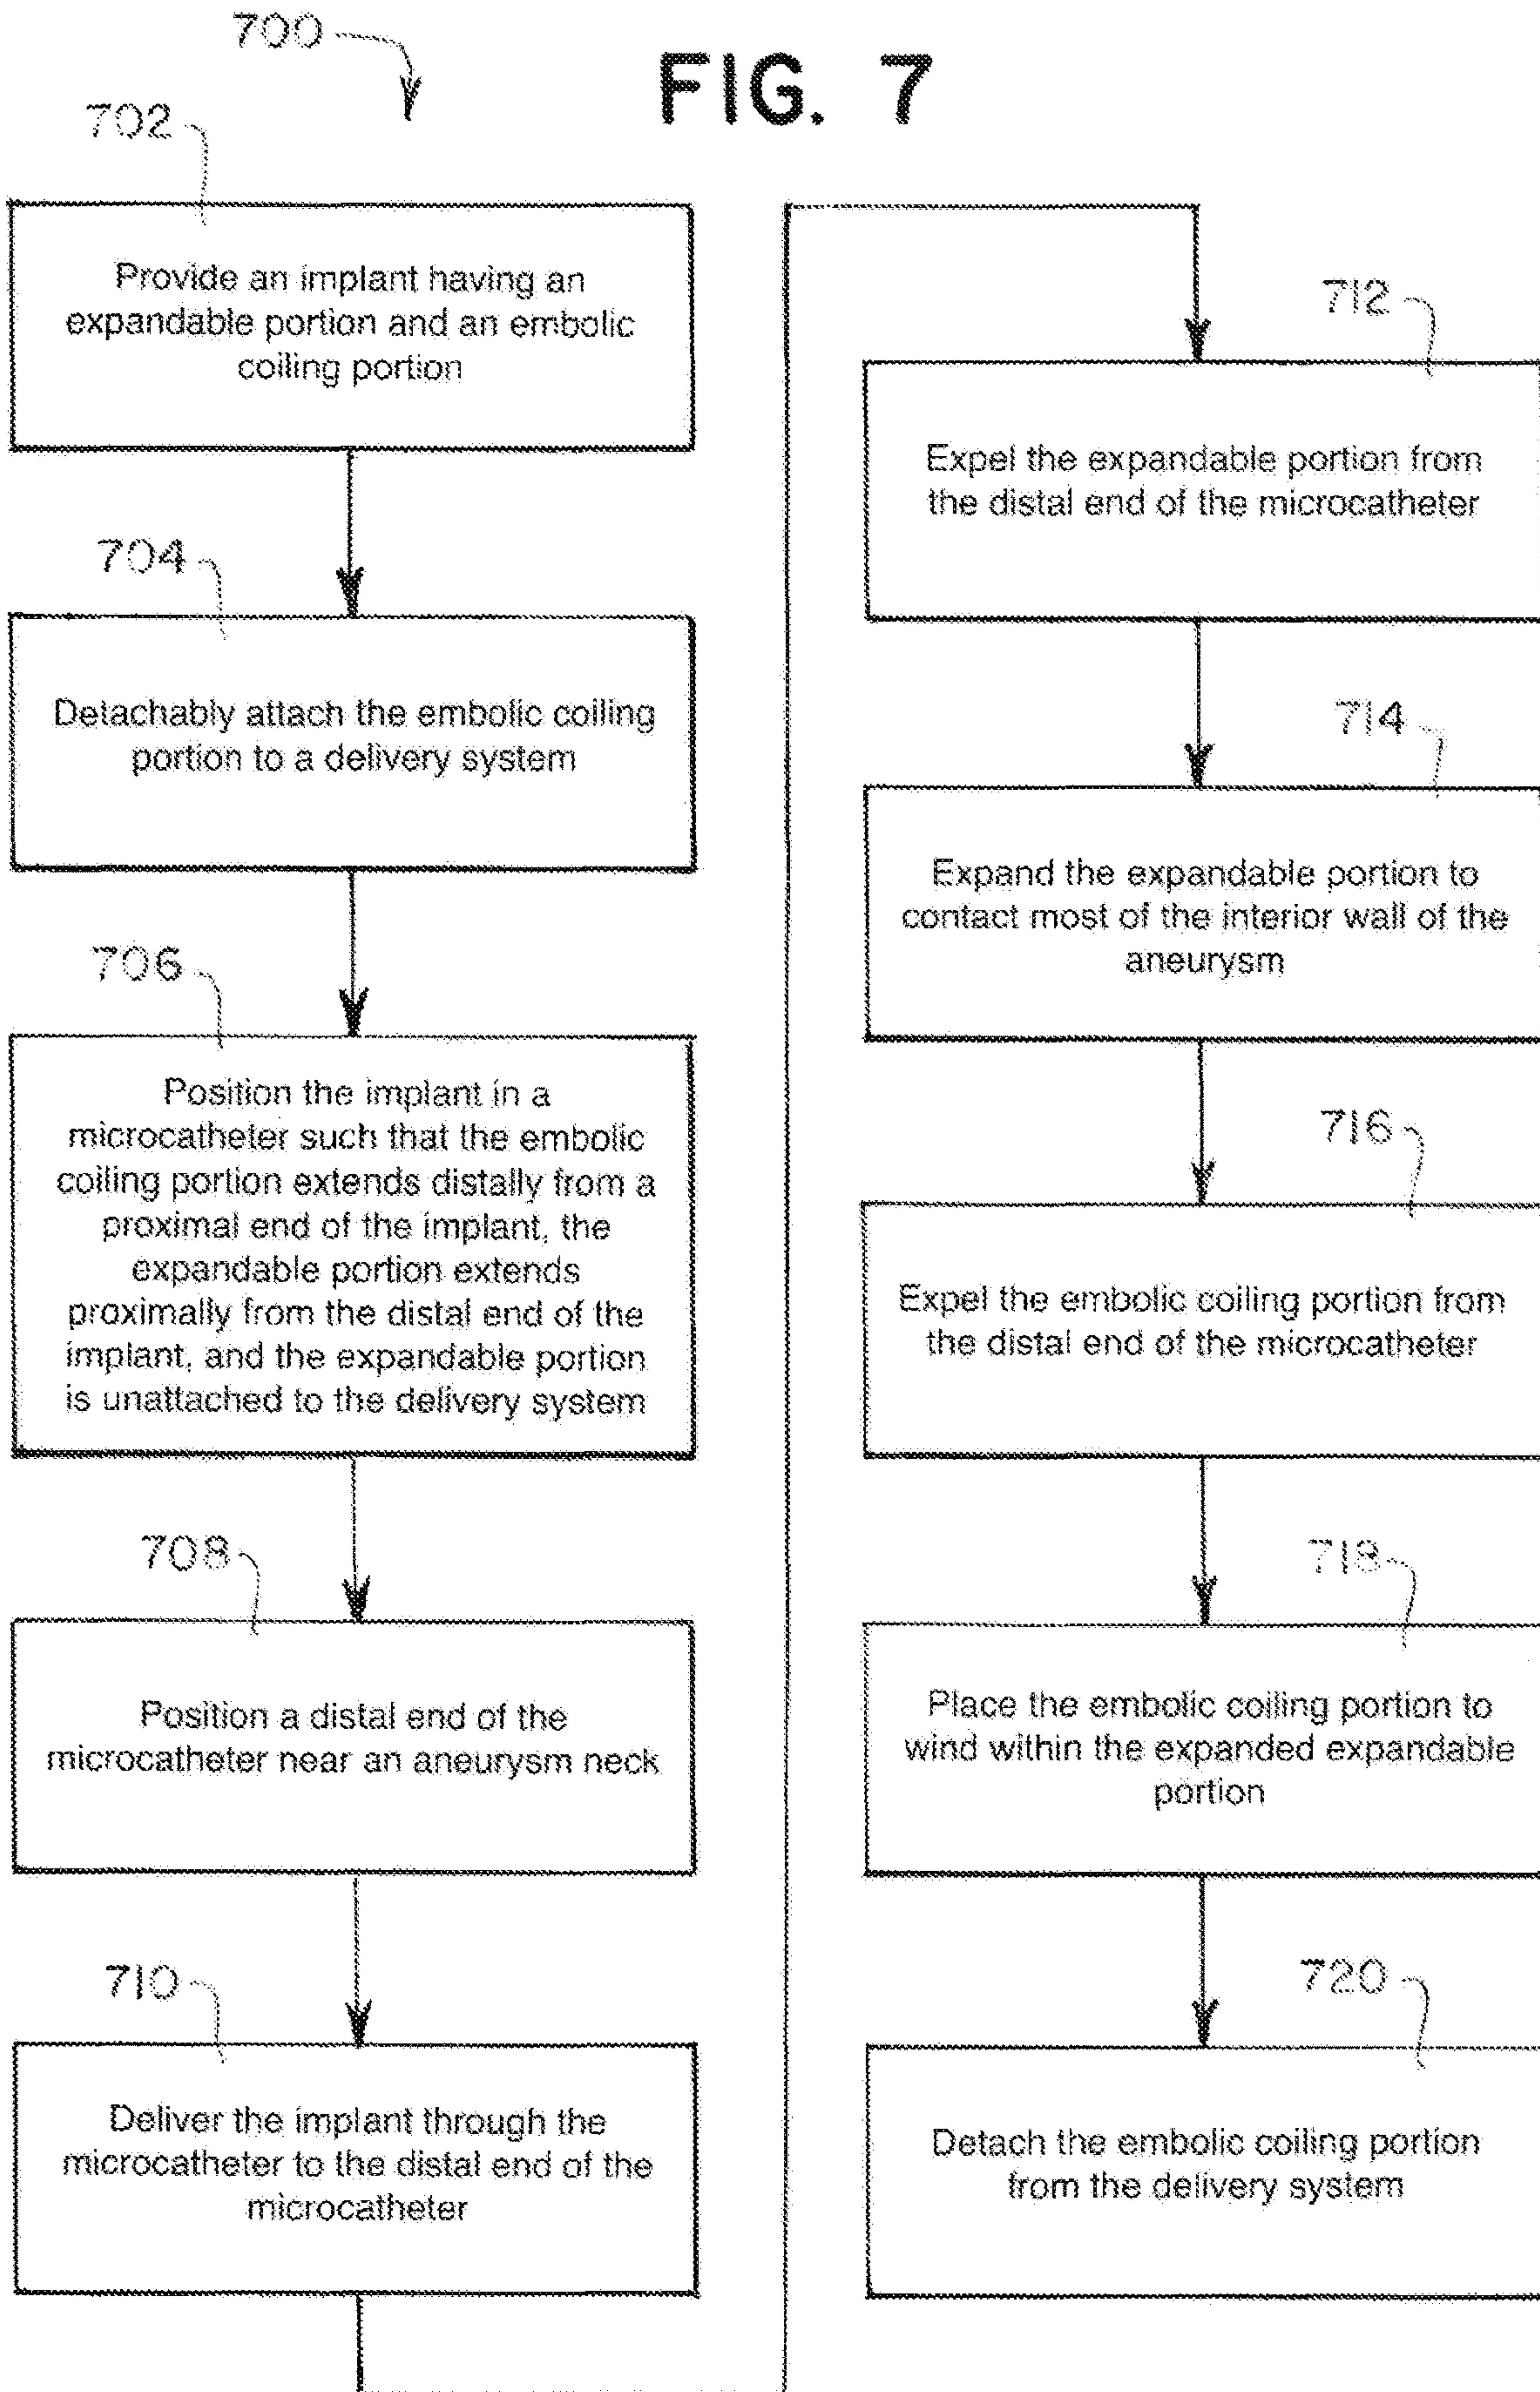 700
FIG. 7
702
Provide an implant having an
expandable portion and an embolic
coiling portion
704
Detachably attach the embolic coiling
portion to a delivery system
706
Position the implant in a
microcatheter such that the embolic
coiling portion extends distally from a
proximal end of the implant, the
expandable portion extends
proximally from the distal end of the
implant, and the expandable portion
is unattached to the delivery system
708
Position a distal end of the
microcatheter near an aneurysm neck
710
Deliver the implant through the
microcatheter to the distal end of the
microcatheter
712
Expel the expandable portion from
the distal end of the microcatheter
714
Expand the expandable portion to
contact most of the interior wall of the
aneurysm
716
Expel the embolic coiling portion from
the distal end of the microcatheter
718
Place the embolic coiling portion to
wind within the expanded expandable
portion
720
Detach the embolic coiling portion
from the delivery system